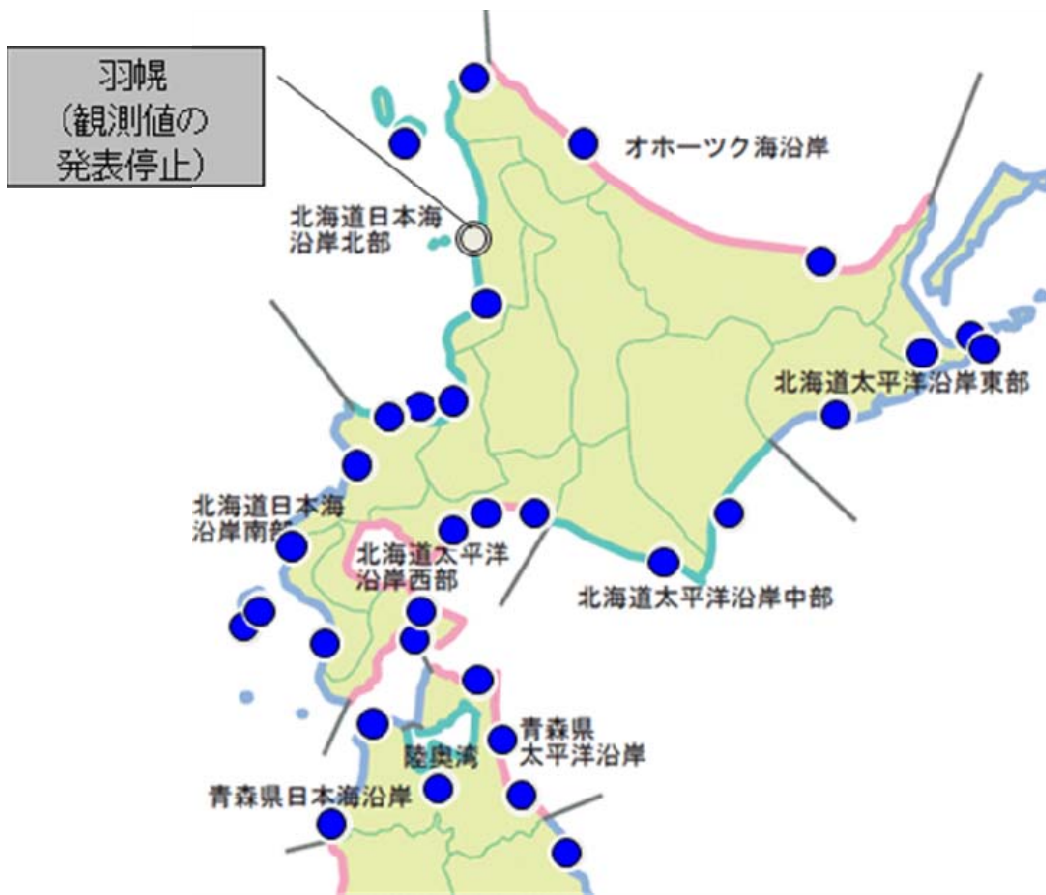 羽幌
（観測値の
発表停止）
オホーツク海沿岸
北海道日本海
沿岸北部
北海道太平洋沿岸東部
北海道日本海
沿岸南部
北海道太平洋
沿岸西部
北海道太平洋沿岸中部
青森県
太平洋沿岸
陸奥湾
青森県日本海沿岸